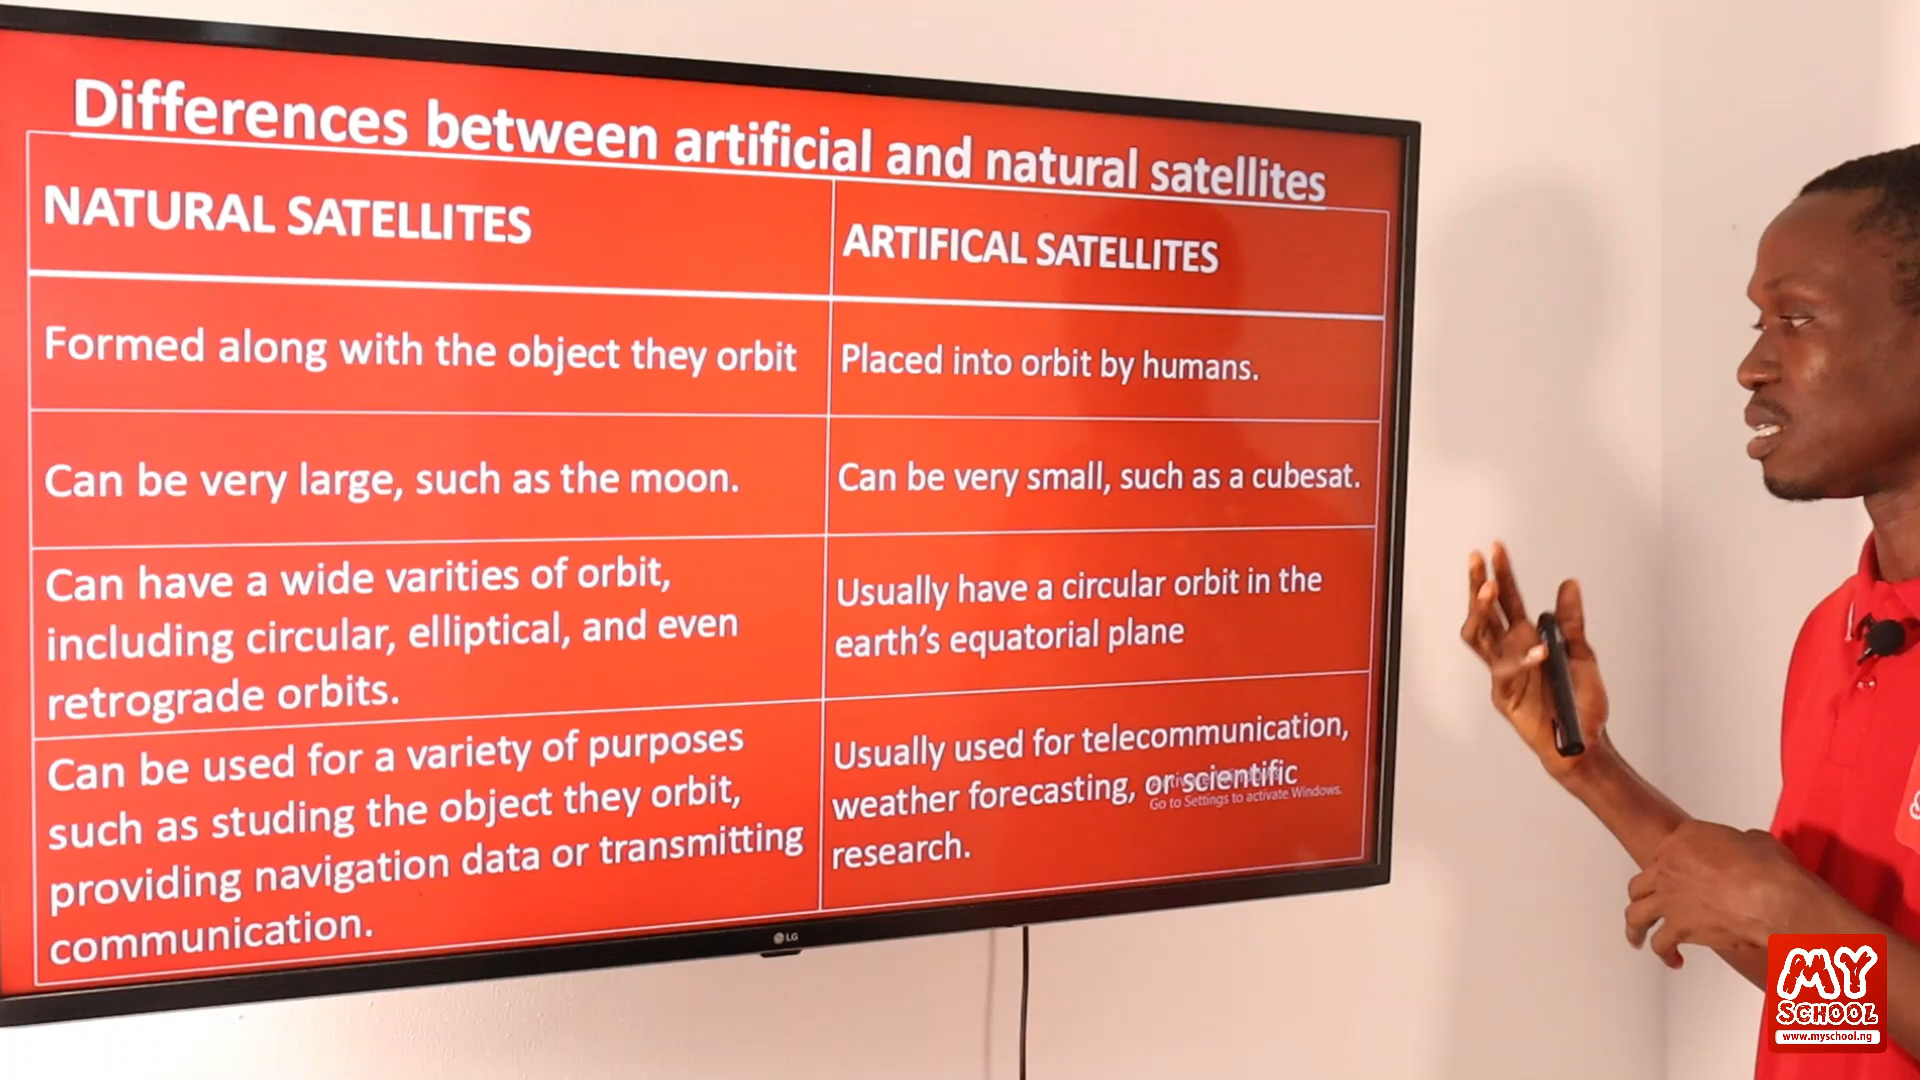 Differences between artificial and natural satellites
NATURAL SATELLITES
ARTIFICAL SATELLITES
Formed along with the object they orbit
Placed into orbit by humans.
Can be very large, such as the moon.
Can be very small, such as a cubesat.
Can have a wide varities of orbit,
including circular, elliptical, and even
retrograde orbits.
Usually have a circular orbit in the
earth's equatorial plane
Can be used for a variety of purposes
such as studing the object they orbit,
providing navigation data or transmitting
communication.
Usually used for telecommunication,
weather forecasting, or scientific
research.
Go to Settings to activate Windows.
LG
MY
SCHOOL
www.myschool.ng